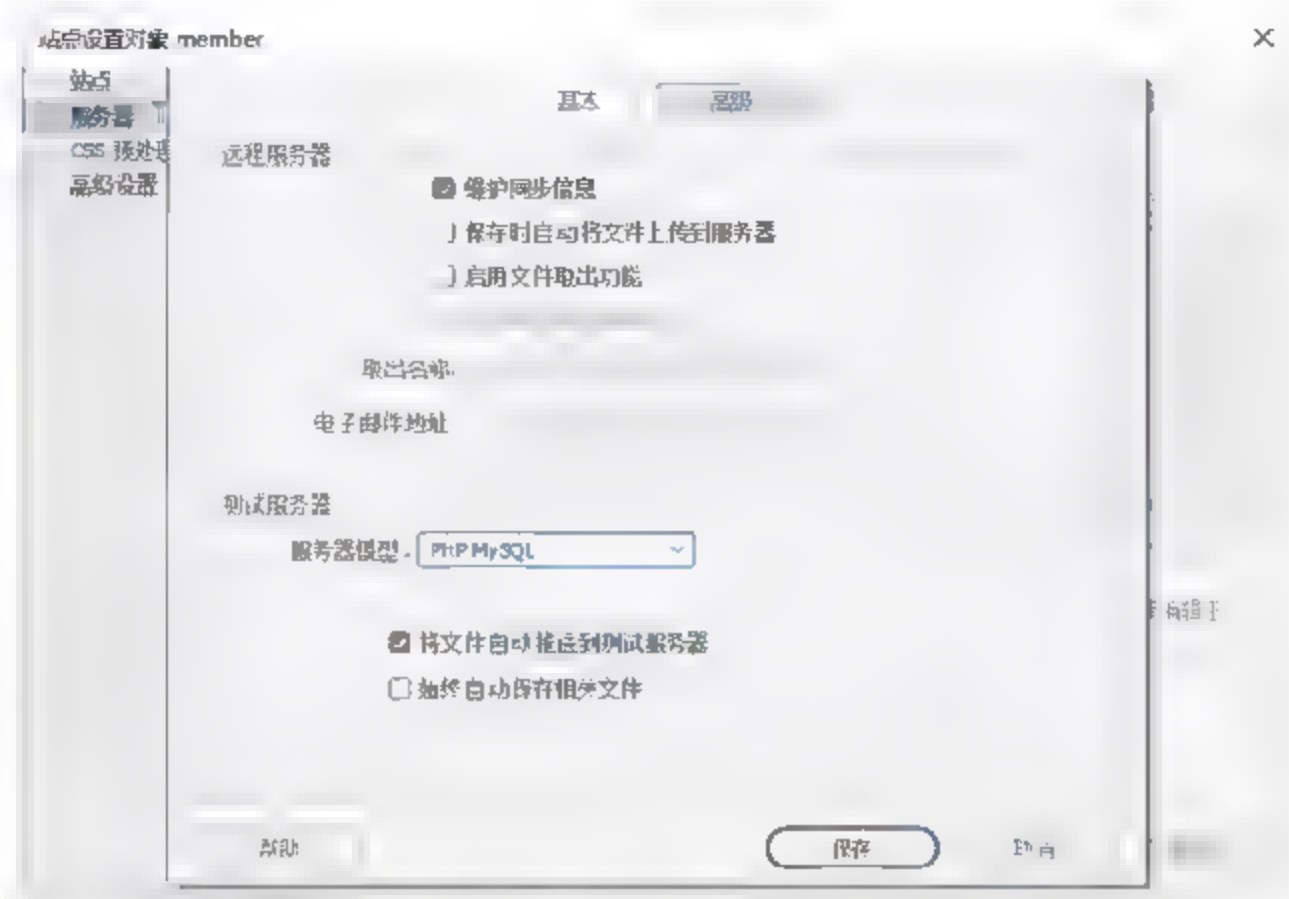 站点设置对象 member
站点
服务器
CSS 预处理
高级设置
基本
高级
远程服务器
维护同步信息
保存时自动将文件上传到服务器
启用文件取出功能
取出名称:
电子邮件地址
测试服务器
服务器模型:
PHP MySQL
将文件自动推送到测试服务器
始终自动保存相关文件
帮助
保存